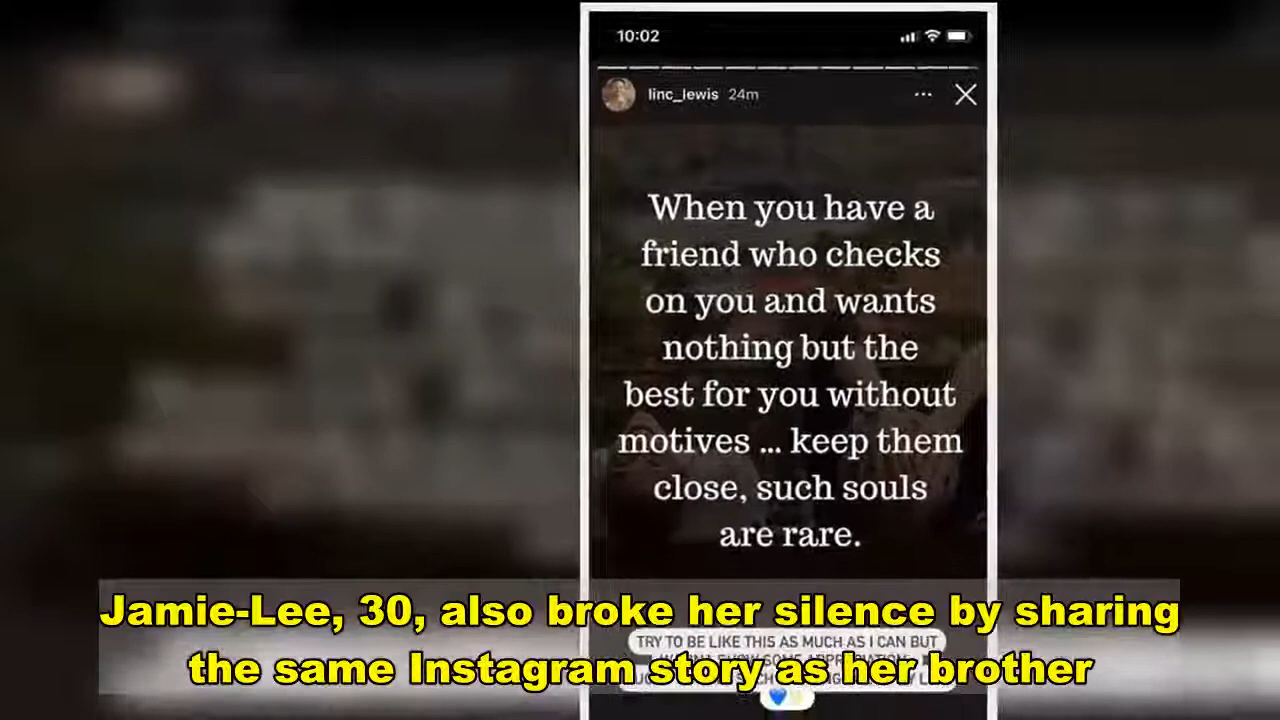 10:02
linc_lewis 24m
When you have a
friend who checks
on you and wants
nothing but the
best for you without
motives ... keep them
close, such souls
are rare.
TRY TO BE LIKE THIS AS MUCH AS I CAN BUT
Jamie-Lee, 30, also broke her silence by sharing
the same Instagram story as her brother